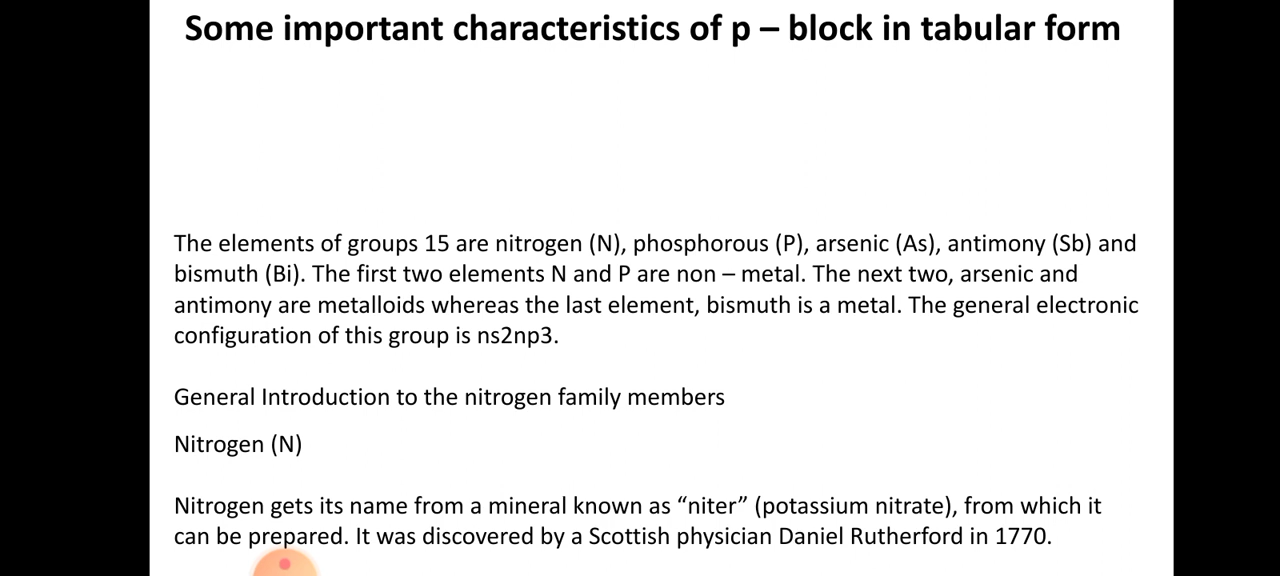 Some important characteristics of p – block in tabular form
The elements of groups 15 are nitrogen (N), phosphorous (P), arsenic (As), antimony (Sb) and
bismuth (Bi). The first two elements N and P are non – metal. The next two, arsenic and
antimony are metalloids whereas the last element, bismuth is a metal. The general electronic
configuration of this group is ns2np3.
General Introduction to the nitrogen family members
Nitrogen (N)
Nitrogen gets its name from a mineral known as “niter” (potassium nitrate), from which it
can be prepared. It was discovered by a Scottish physician Daniel Rutherford in 1770.